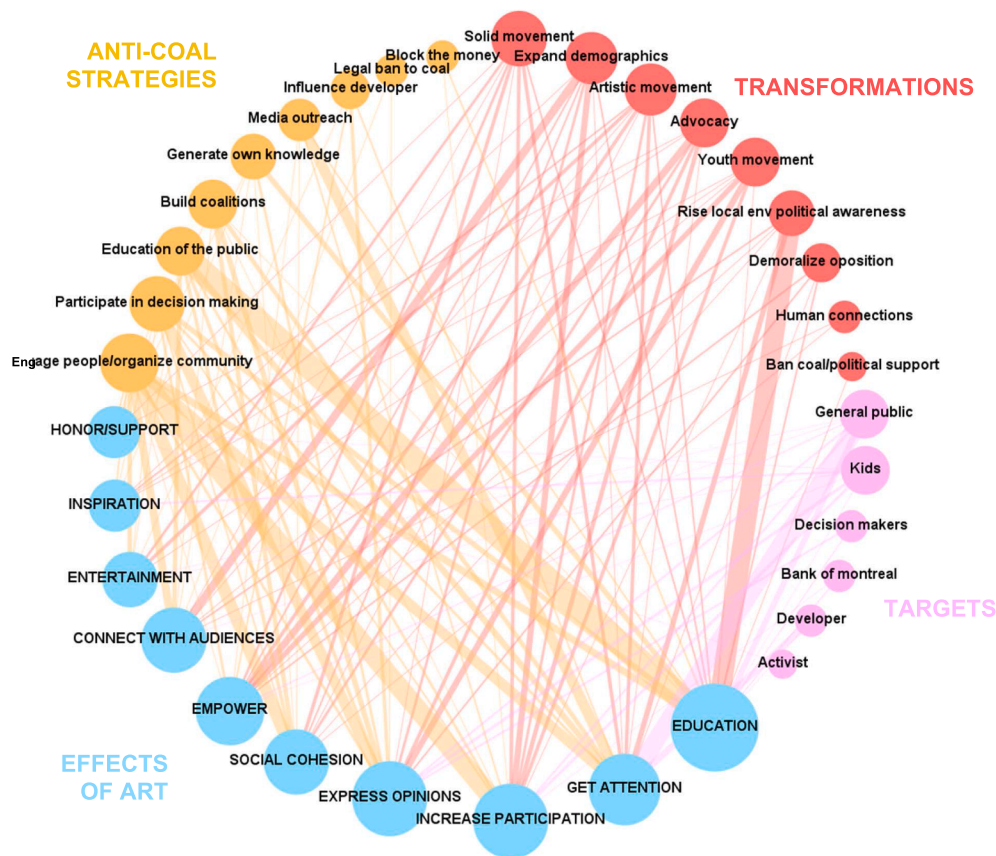 ANTI-COAL
STRATEGIES
Block the money
Legal ban to coal
Influence developer
Media outreach
Generate own knowledge
Build coalitions
Education of the public
Participate in decision making
Engage people/organize community
Solid movement
Expand demographics
Artistic movement
TRANSFORMATIONS
Advocacy
Youth movement
Rise local env political awareness
Demoralize oposition
Human connections
Ban coal/political support
General public
Kids
Decision makers
Bank of montreal
TARGETS
Developer
Activist
HONOR/SUPPORT
INSPIRATION
ENTERTAINMENT
CONNECT WITH AUDIENCES
EMPOWER
SOCIAL COHESION
EXPRESS OPINIONS
INCREASE PARTICIPATION
GET ATTENTION
EDUCATION
EFFECTS
OF ART